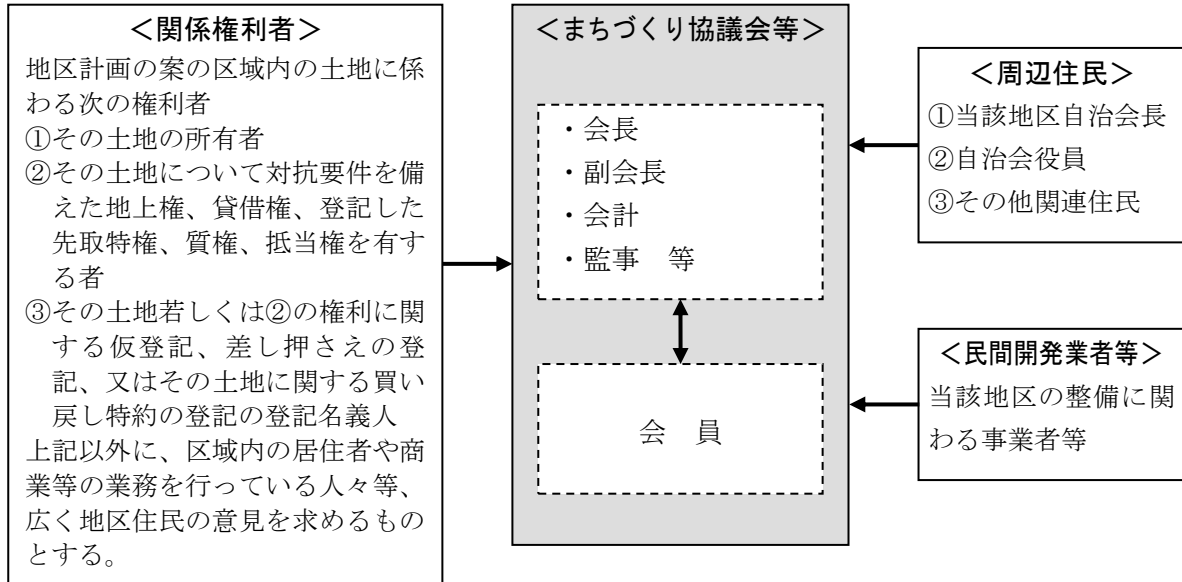 ＜関係権利者＞
地区計画の案の区域内の土地に係
わる次の権利者
①その土地の所有者
②その土地について対抗要件を備
えた地上権、貸借権、登記した
先取特権、質権、抵当権を有す
る者
③その土地若しくは②の権利に関
する仮登記、差し押さえの登
記、又はその土地に関する買い
戻し特約の登記の登記名義人
上記以外に、区域内の居住者や商
業等の業務を行っている人々等、
広く地区住民の意見を求めるもの
とする。
＜まちづくり協議会等＞
・会長
・副会長
・会計
・監事　等
会　員
＜周辺住民＞
①当該地区自治会長
②自治会役員
③その他関連住民
＜民間開発業者等＞
当該地区の整備に関
わる事業者等